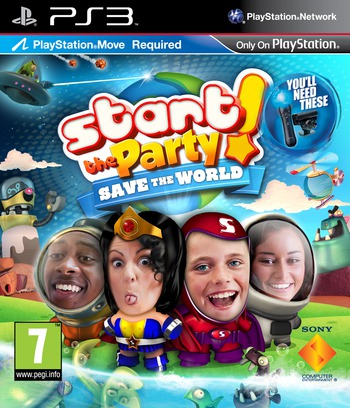 PS3
PlayStation®Network
PlayStation®Move Required
Only On PlayStation®
YOU'LL
NEED
THESE
start
the Party!
SAVE THE WORLD
S
S
7
www.pegi.info
SONY
COMPUTER
ENTERTAINMENT®